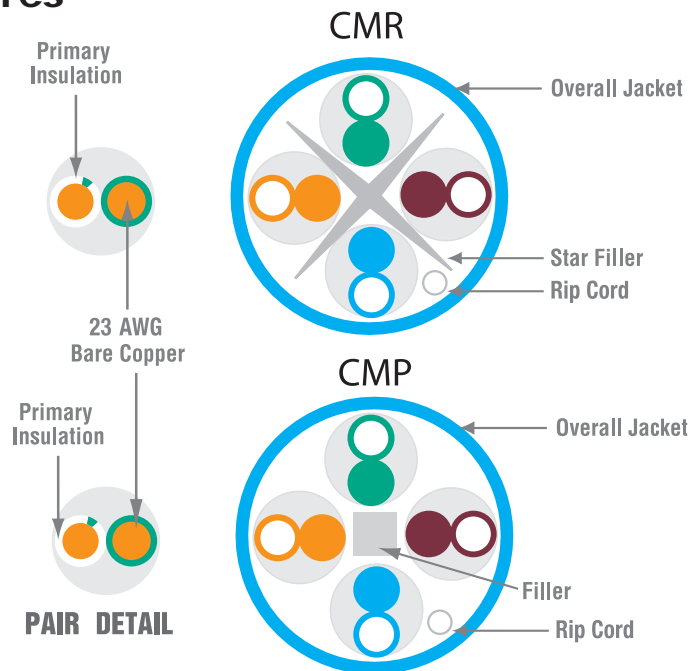 CMR
Primary
Insulation
Overall Jacket
Star Filler
Rip Cord
23 AWG
Bare Copper
CMP
Primary
Insulation
Overall Jacket
Filler
Rip Cord
PAIR DETAIL